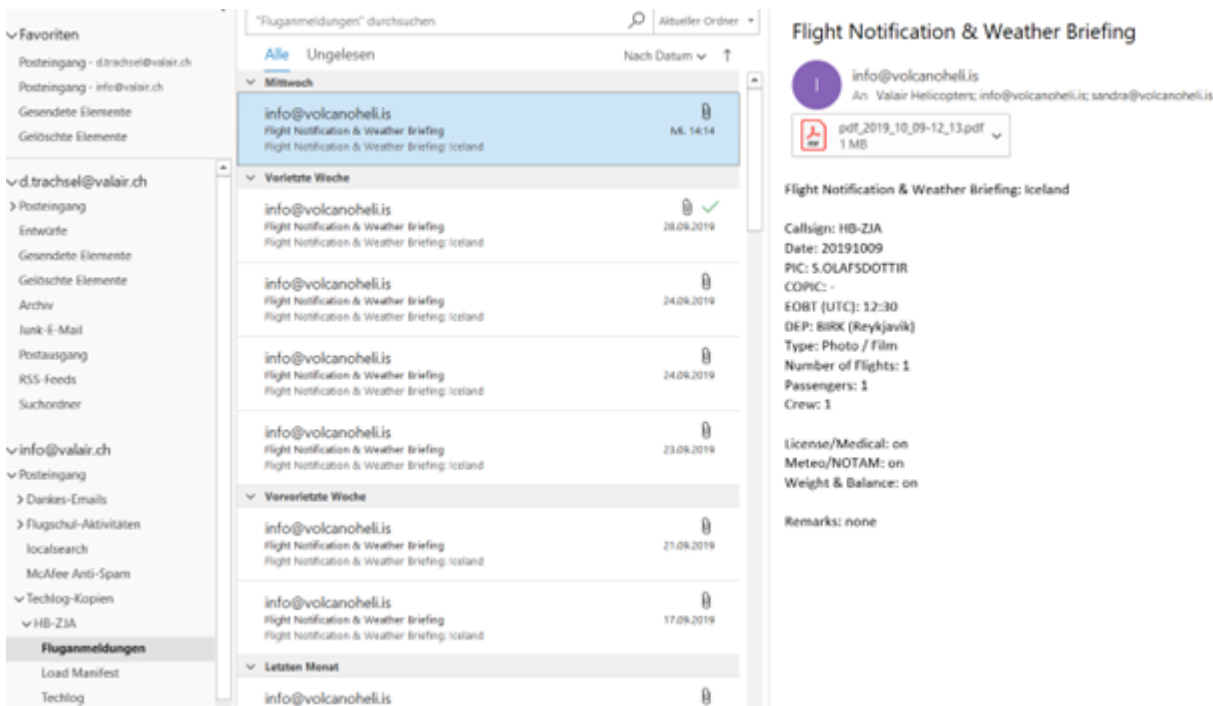 Favoriten
Posteingang - d.trachsel@valair.ch
Posteingang - info@valair.ch
Gesendete Elemente
Gelöschte Elemente
d.trachsel@valair.ch
Posteingang
Entwürfe
Gesendete Elemente
Gelöschte Elemente
Archiv
Junk-E-Mail
Postausgang
RSS-Feeds
Suchordner
info@valair.ch
Posteingang
Dankes-Emails
Flugschul-Aktivitäten
localsearch
McAfee Anti-Spam
Techlog-Kopien
HB-ZJA
Fluganmeldungen
Load Manifest
Techlog
"Fluganmeldungen" durchsuchen
Aktueller Ordner
Alle Ungelesen
Nach Datum
Mittwoch
info@volcanoheli.is
Flight Notification & Weather Briefing
Mi. 14:14
Flight Notification & Weather Briefing: Iceland
Vorletzte Woche
info@volcanoheli.is
Flight Notification & Weather Briefing
28.09.2019
Flight Notification & Weather Briefing: Iceland
info@volcanoheli.is
Flight Notification & Weather Briefing
24.09.2019
Flight Notification & Weather Briefing: Iceland
info@volcanoheli.is
Flight Notification & Weather Briefing
24.09.2019
Flight Notification & Weather Briefing: Iceland
info@volcanoheli.is
Flight Notification & Weather Briefing
23.09.2019
Flight Notification & Weather Briefing: Iceland
Vorvorletzte Woche
info@volcanoheli.is
Flight Notification & Weather Briefing
21.09.2019
Flight Notification & Weather Briefing: Iceland
info@volcanoheli.is
Flight Notification & Weather Briefing
17.09.2019
Flight Notification & Weather Briefing: Iceland
Letzten Monat
info@volcanoheli.is
Flight Notification & Weather Briefing
I
info@volcanoheli.is
An Valair Helicopters; info@volcanoheli.is; sandra@volcanoheli.is
pdf_2019_10_09-12_13.pdf
PDF
1 MB
Flight Notification & Weather Briefing: Iceland
Callsign: HB-ZJA
Date: 20191009
PIC: S.OLAFSDOTTIR
COPIC: -
EOBT (UTC): 12:30
DEP: BIRK (Reykjavik)
Type: Photo / Film
Number of Flights: 1
Passengers: 1
Crew: 1
License/Medical: on
Meteo/NOTAM: on
Weight & Balance: on
Remarks: none